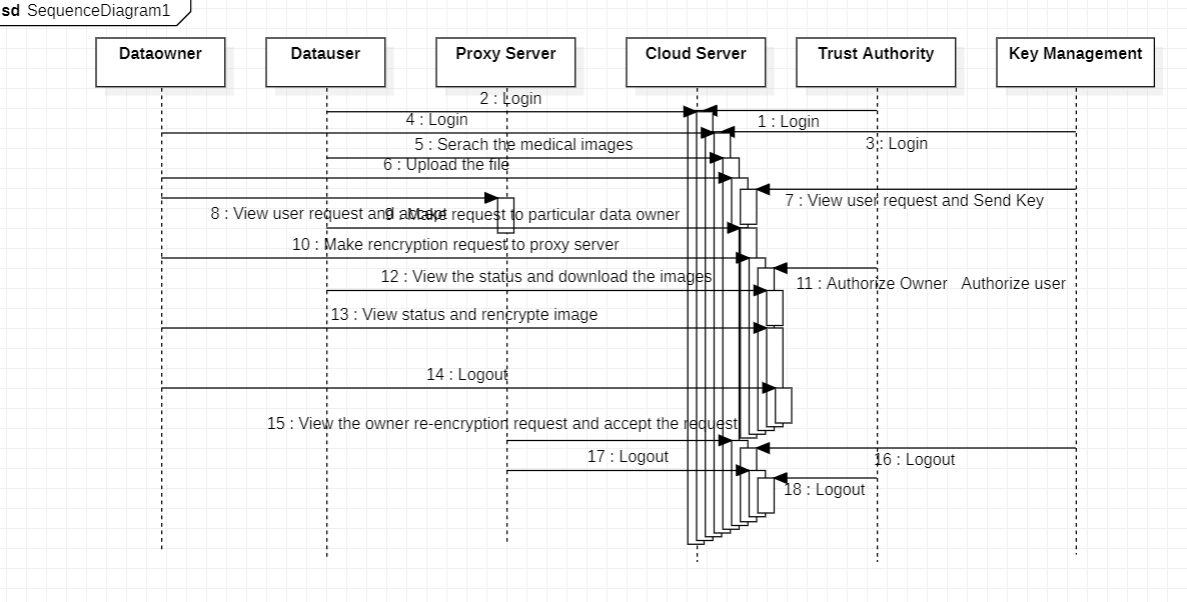 sd SequenceDiagram1
Dataowner
Datauser
Proxy Server
Cloud Server
Trust Authority
Key Management
2 : Login
4 : Login
1 : Login
5 : Serach the medical images
3 : Login
6 : Upload the file
7 : View user request and Send Key
8 : View user request and accept
9 : Make request to particular data owner
10 : Make rencryption request to proxy server
12 : View the status and download the images
11 : Authorize Owner   Authorize user
13 : View status and rencrypte image
14 : Logout
15 : View the owner re-encryption request and accept the request
17 : Logout
16 : Logout
18 : Logout